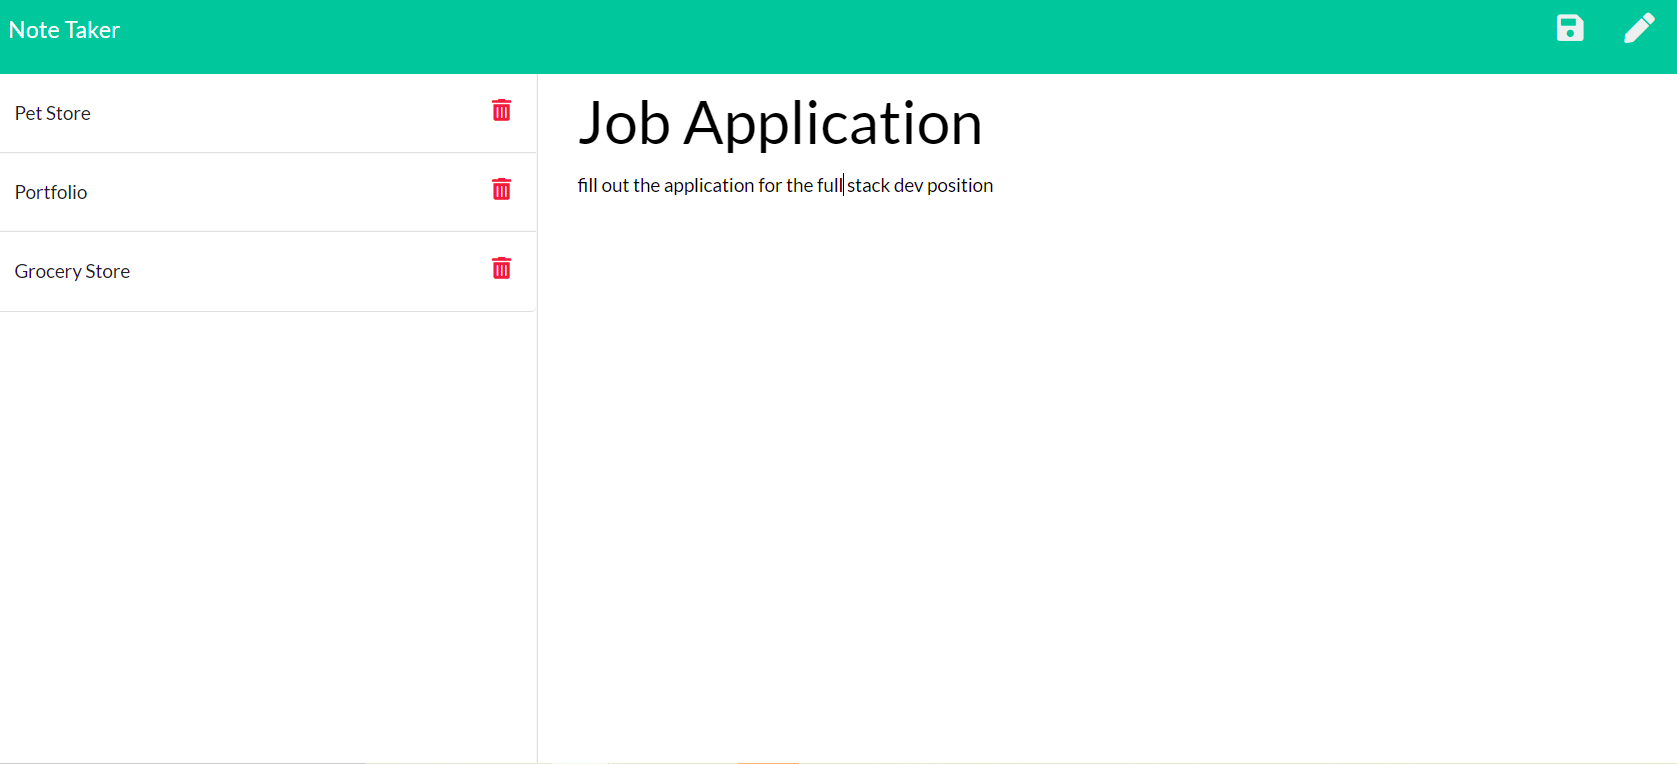 Note Taker
Pet Store
Portfolio
Grocery Store
Job Application
fill out the application for the full stack dev position